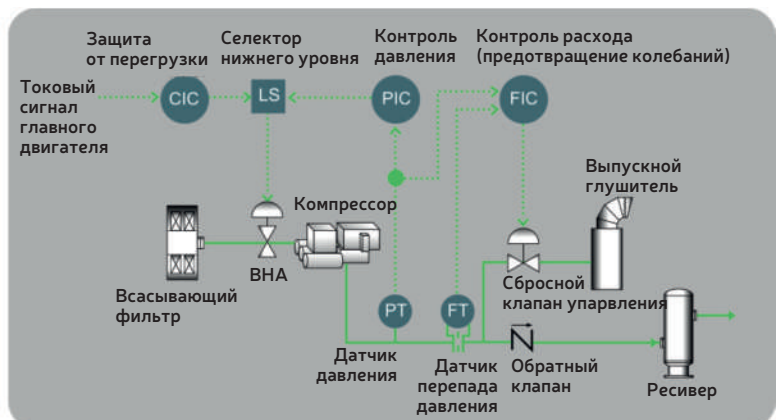 Защита
от перегрузки
Селектор
нижнего уровня
Контроль
давления
Контроль расхода
(предотвращение колебаний)
Токовый
сигнал
главного
двигателя
CIC
LS
PIC
FIC
Выпускной
глушитель
Компрессор
ВНА
Всасывающий
фильтр
Сбросной
клапан упарвления
PT
FT
Датчик
давления
Датчик
перепада
давления
Обратный
клапан
Ресивер